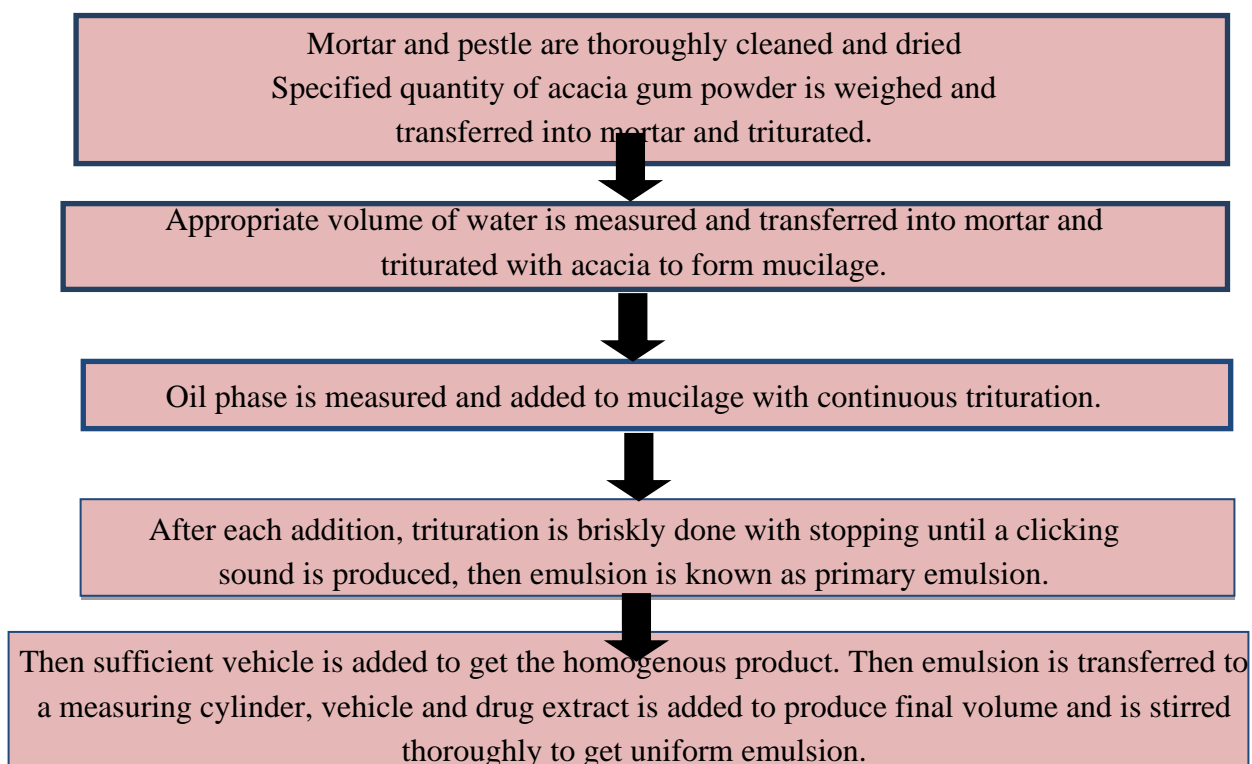 Mortar and pestle are thoroughly cleaned and dried
Specified quantity of acacia gum powder is weighed and
transferred into mortar and triturated.
Appropriate volume of water is measured and transferred into mortar and
triturated with acacia to form mucilage.
Oil phase is measured and added to mucilage with continuous trituration.
After each addition, trituration is briskly done with stopping until a clicking
sound is produced, then emulsion is known as primary emulsion.
Then sufficient vehicle is added to get the homogenous product. Then emulsion is transferred to
a measuring cylinder, vehicle and drug extract is added to produce final volume and is stirred
thoroughly to get uniform emulsion.